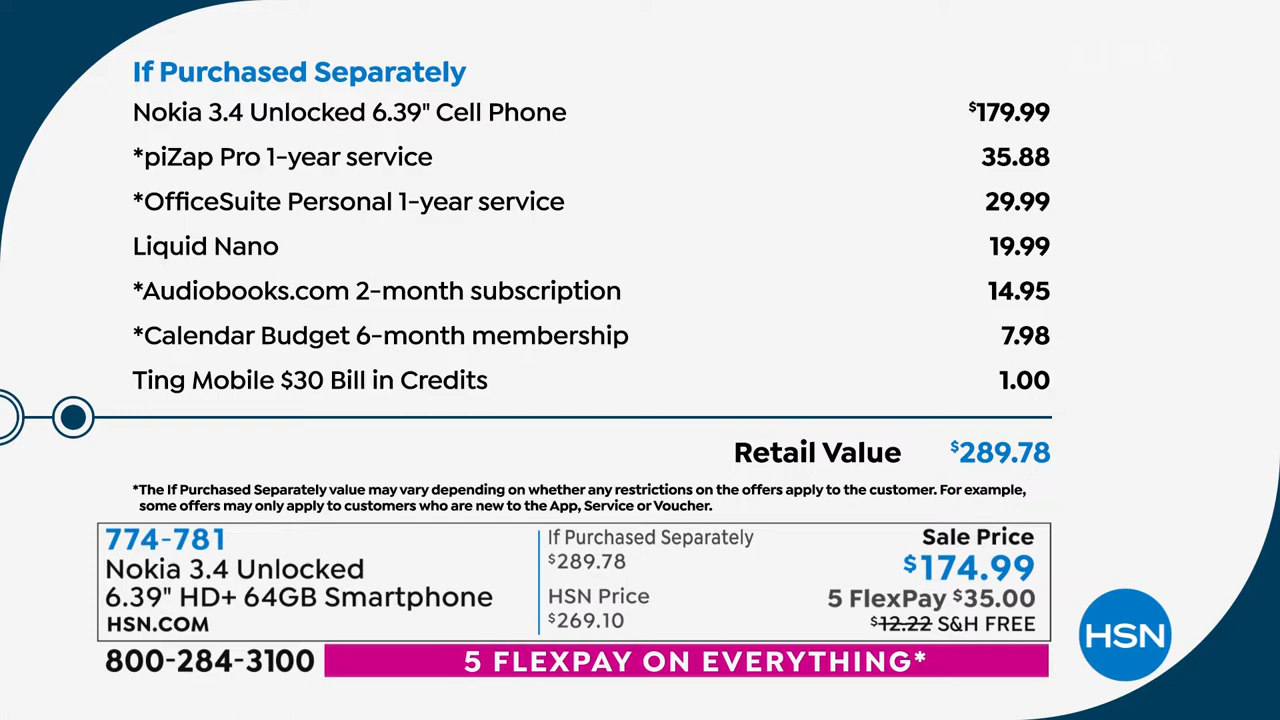 If Purchased Separately
Nokia 3.4 Unlocked 6.39" Cell Phone $179.99
*piZap Pro 1-year service 35.88
*OfficeSuite Personal 1-year service 29.99
Liquid Nano 19.99
*Audiobooks.com 2-month subscription 14.95
*Calendar Budget 6-month membership 7.98
Ting Mobile $30 Bill in Credits 1.00
Retail Value $289.78
*The If Purchased Separately value may vary depending on whether any restrictions on the offers apply to the customer. For example,
some offers may only apply to customers who are new to the App, Service or Voucher.
774-781
Nokia 3.4 Unlocked
6.39" HD+ 64GB Smartphone
HSN.COM
If Purchased Separately
$289.78
HSN Price
$269.10
Sale Price
$174.99
5 FlexPay $35.00
$12.22 S&H FREE
HSN
800-284-3100
5 FLEXPAY ON EVERYTHING*